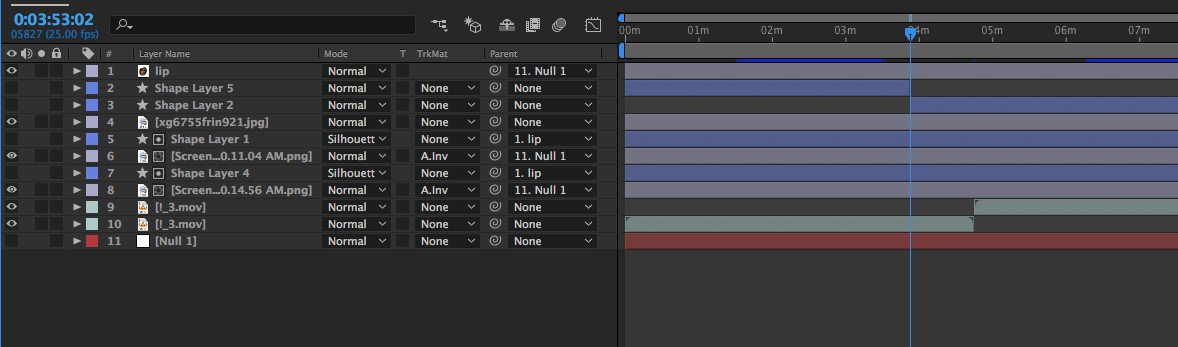 0:03:53:02
05827 (25.00 fps)
00m 01m 02m 03m 04m 05m 06m 07m
# Layer Name Mode T TrkMat Parent
1 lip Normal 11. Null 1
2 Shape Layer 5 Normal None None
3 Shape Layer 2 Normal None None
4 [xg6755frin921.jpg] Normal None None
5 Shape Layer 1 Silhouett None 1. lip
6 [Screen...0.11.04 AM.png] Normal A.Inv 11. Null 1
7 Shape Layer 4 Silhouett None 1. lip
8 [Screen...0.14.56 AM.png] Normal A.Inv 11. Null 1
9 [!_3.mov] Normal None None
10 [!_3.mov] Normal None None
11 [Null 1] Normal None None